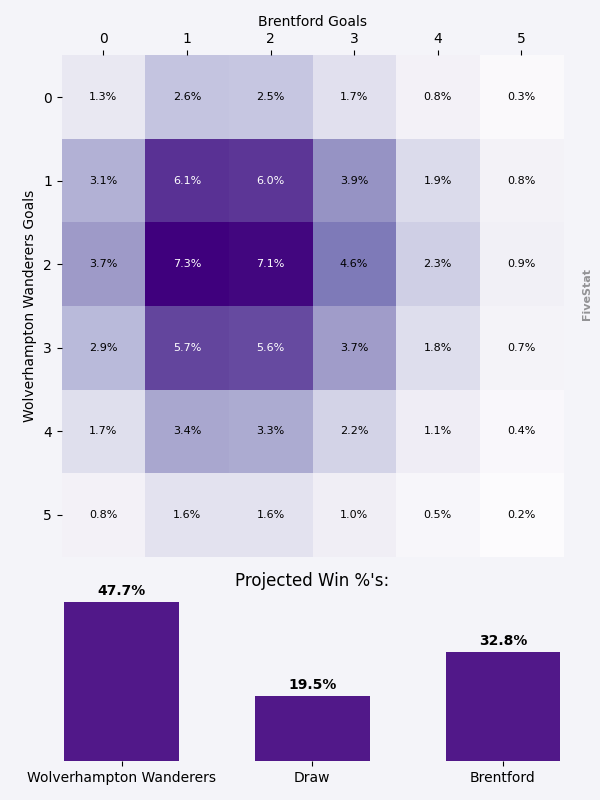 Brentford Goals
0 1 2 3 4 5
0 1.3% 2.6% 2.5% 1.7% 0.8% 0.3%
1 3.1% 6.1% 6.0% 3.9% 1.9% 0.8%
2 3.7% 7.3% 7.1% 4.6% 2.3% 0.9%
3 2.9% 5.7% 5.6% 3.7% 1.8% 0.7%
4 1.7% 3.4% 3.3% 2.2% 1.1% 0.4%
5 0.8% 1.6% 1.6% 1.0% 0.5% 0.2%
Wolverhampton Wanderers Goals
FiveStat
Projected Win %'s:
47.7% 19.5% 32.8%
Wolverhampton Wanderers Draw Brentford